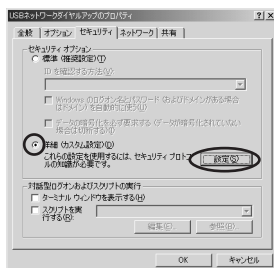 USBネットワークダイヤルアップのプロパティ
全般 オプション セキュリティ ネットワーク 共有
セキュリティ オプション
標準 (推奨設定)(T)
ID を確認する方法(V)
Windows のログオン名とパスワード (およびドメインがある場合
はドメイン) を自動的に使う(U)
データの暗号化を必ず要求する (データが暗号化されていない
場合は切断する)(I)
詳細 (カスタム設定)(D)
これらの設定を使用するには、セキュリティ プロトコ
ルの知識が必要です。
設定(S)
対話型ログオンおよびスクリプトの実行
ターミナル ウィンドウを表示する(T)
スクリプトを実
行する(R):
編集(E)... 参照(B)...
OK キャンセル